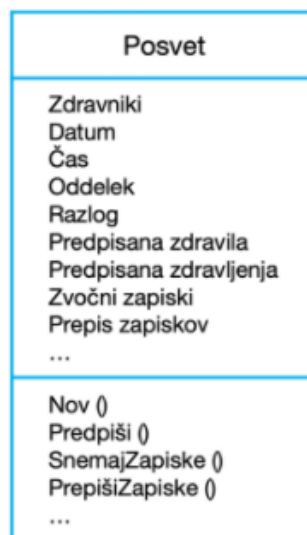 Posvet
Zdravniki
Datum
Čas
Oddelek
Razlog
Predpisana zdravila
Predpisana zdravljenja
Zvočni zapiski
Prepis zapiskov
...
Nov ()
Predpiši ()
SnemajZapiske ()
PrepišiZapiske ()
...